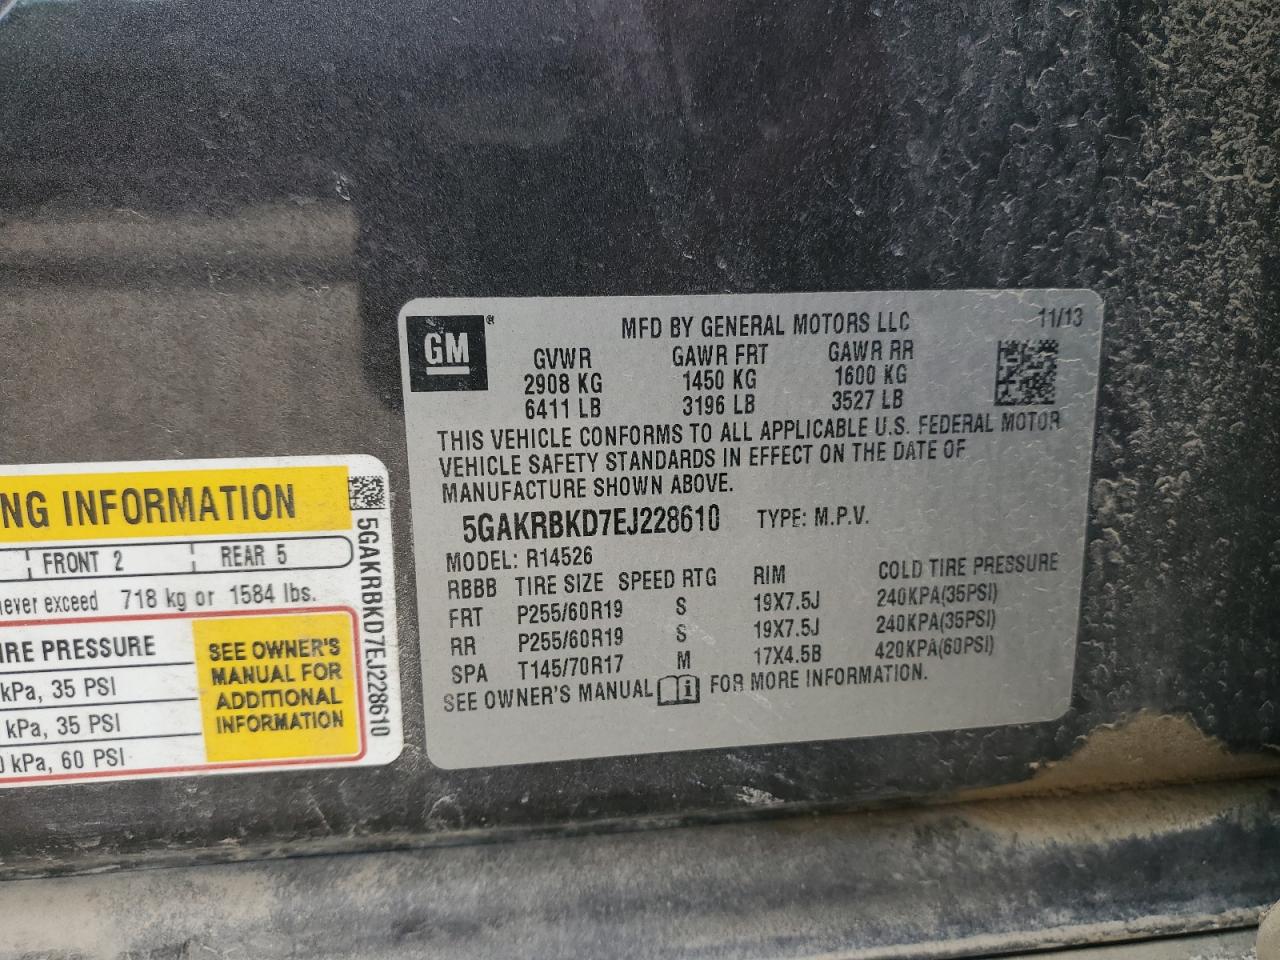 GM®
MFD BY GENERAL MOTORS LLC 11/13
GVWR GAWR FRT GAWR RR
2908 KG 1450 KG 1600 KG
6411 LB 3196 LB 3527 LB
THIS VEHICLE CONFORMS TO ALL APPLICABLE U.S. FEDERAL MOTOR
VEHICLE SAFETY STANDARDS IN EFFECT ON THE DATE OF
MANUFACTURE SHOWN ABOVE.
5GAKRBKD7EJ228610 TYPE: M.P.V.
MODEL: R14526
RBBB TIRE SIZE SPEED RTG RIM COLD TIRE PRESSURE
FRT P255/60R19 S 19X7.5J 240KPA(35PSI)
RR P255/60R19 S 19X7.5J 240KPA(35PSI)
SPA T145/70R17 M 17X4.5B 420KPA(60PSI)
SEE OWNER'S MANUAL FOR MORE INFORMATION.
NG INFORMATION
FRONT 2 REAR 5
never exceed 718 kg or 1584 lbs.
IRE PRESSURE
kPa, 35 PSI
kPa, 35 PSI
0 kPa, 60 PSI
SEE OWNER'S
MANUAL FOR
ADDITIONAL
INFORMATION
5GAKRBKD7EJ228610